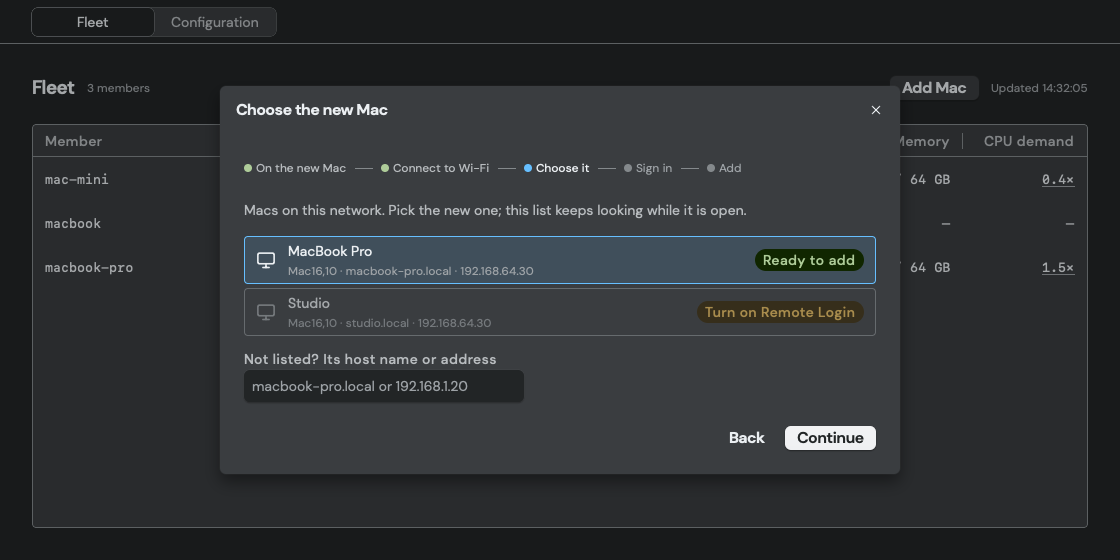 Fleet Configuration
Fleet 3 members Add Mac Updated 14:32:05
Member Memory CPU demand
mac-mini 64 GB 0.4×
macbook — —
macbook-pro 64 GB 1.5×
Choose the new Mac ×
On the new Mac — Connect to Wi-Fi — Choose it — Sign in — Add
Macs on this network. Pick the new one; this list keeps looking while it is open.
MacBook Pro
Mac16,10 · macbook-pro.local · 192.168.64.30
Ready to add
Studio
Mac16,10 · studio.local · 192.168.64.30
Turn on Remote Login
Not listed? Its host name or address
macbook-pro.local or 192.168.1.20
Back Continue